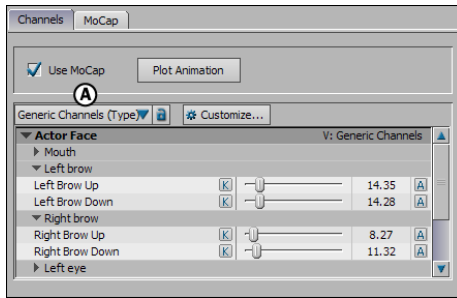 Channels MoCap
Use MoCap Plot Animation
A
Generic Channels (Type) Customize...
Actor Face V: Generic Channels
Mouth
Left brow
Left Brow Up K 14.35 A
Left Brow Down K 14.28 A
Right brow
Right Brow Up K 8.27 A
Right Brow Down K 11.32 A
Left eye